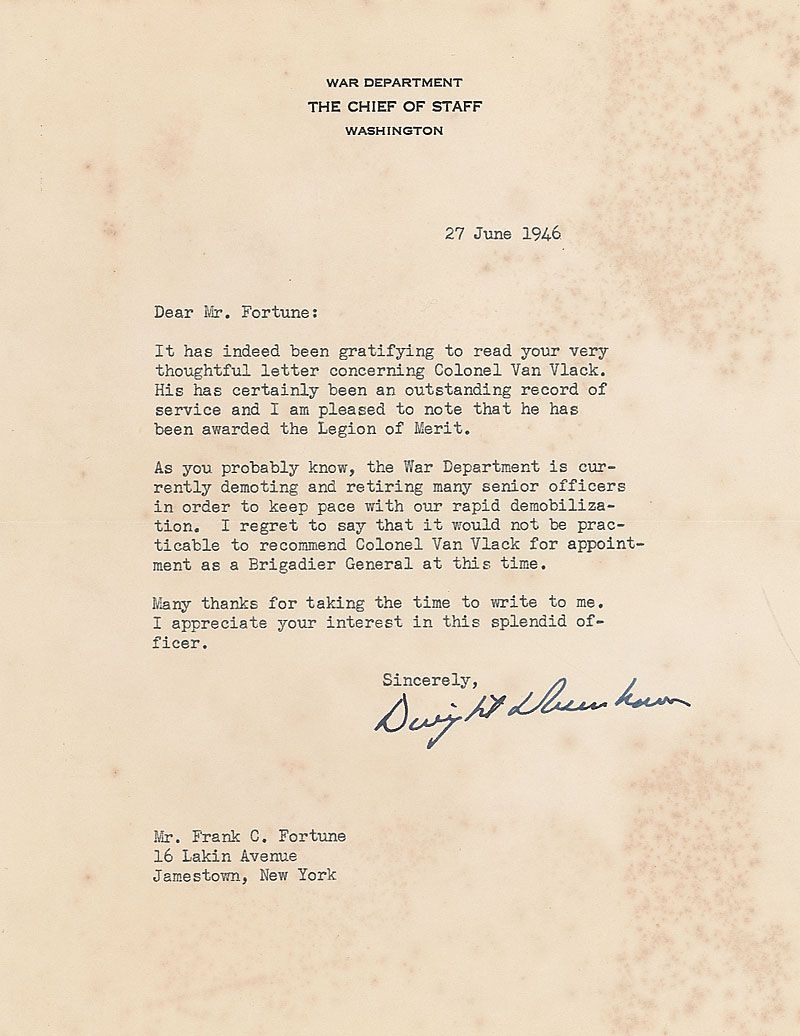 WAR DEPARTMENT
THE CHIEF OF STAFF
WASHINGTON
27 June 1946
Dear Mr. Fortune:
It has indeed been gratifying to read your very
thoughtful letter concerning Colonel Van Vlack.
His has certainly been an outstanding record of
service and I am pleased to note that he has
been awarded the Legion of Merit.
As you probably know, the War Department is cur-
rently demoting and retiring many senior officers
in order to keep pace with our rapid demobiliza-
tion. I regret to say that it would not be prac-
ticable to recommend Colonel Van Vlack for appoint-
ment as a Brigadier General at this time.
Many thanks for taking the time to write to me.
I appreciate your interest in this splendid of-
ficer.
Sincerely,
Dwight D Eisenhower
Mr. Frank C. Fortune
16 Lakin Avenue
Jamestown, New York